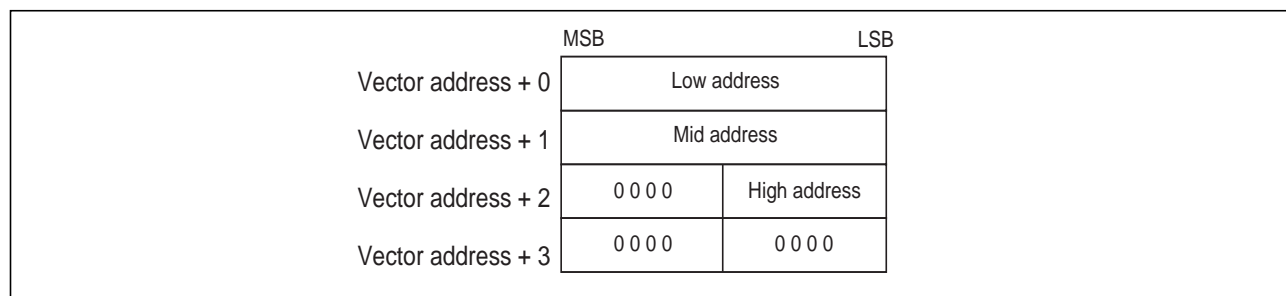 MSB LSB
Vector address + 0 Low address
Vector address + 1 Mid address
Vector address + 2 0 0 0 0 High address
Vector address + 3 0 0 0 0 0 0 0 0